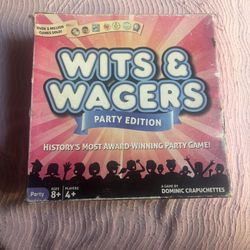 OVER 2 MILLION
GAMES SOLD!
WITS &
WAGERS
PARTY EDITION
HISTORY'S MOST AWARD-WINNING PARTY GAME!
Party
AGES
8+
PLAYERS
4+
A GAME BY
DOMINIC CRAPUCHETTES